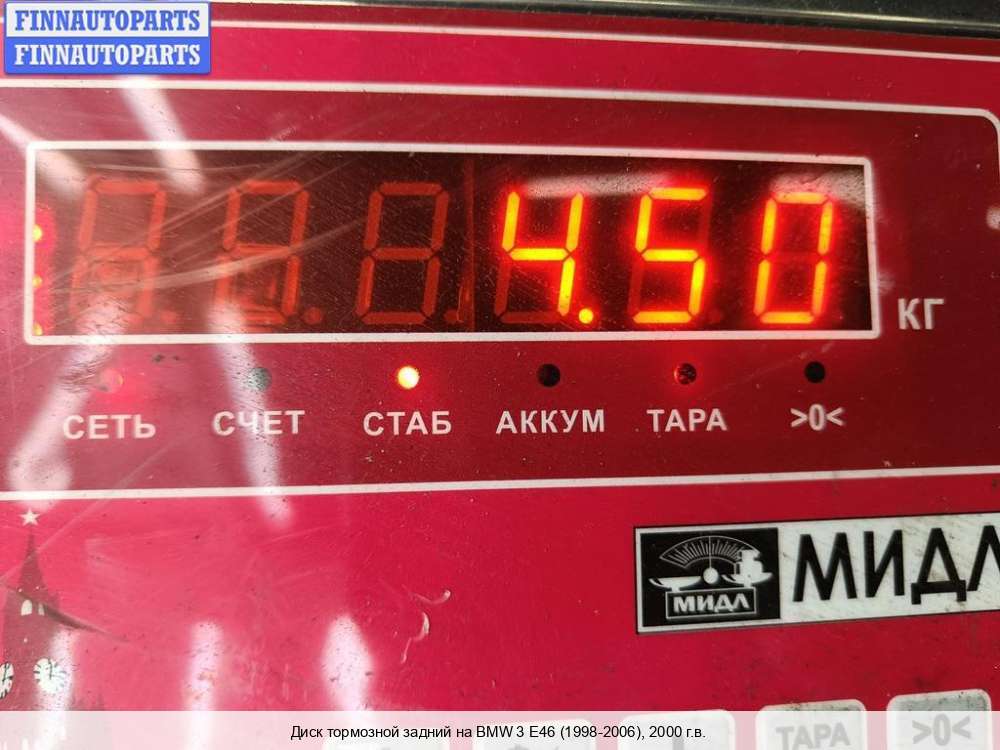 FINNAUTOPARTS
FINNAUTOPARTS
4.50
КГ
СЕТЬ СЧЕТ СТАБ АККУМ ТАРА >0<
МИДЛ
МИДЛ
ТАРА >0<
Диск тормозной задний на BMW 3 E46 (1998-2006), 2000 г.в.